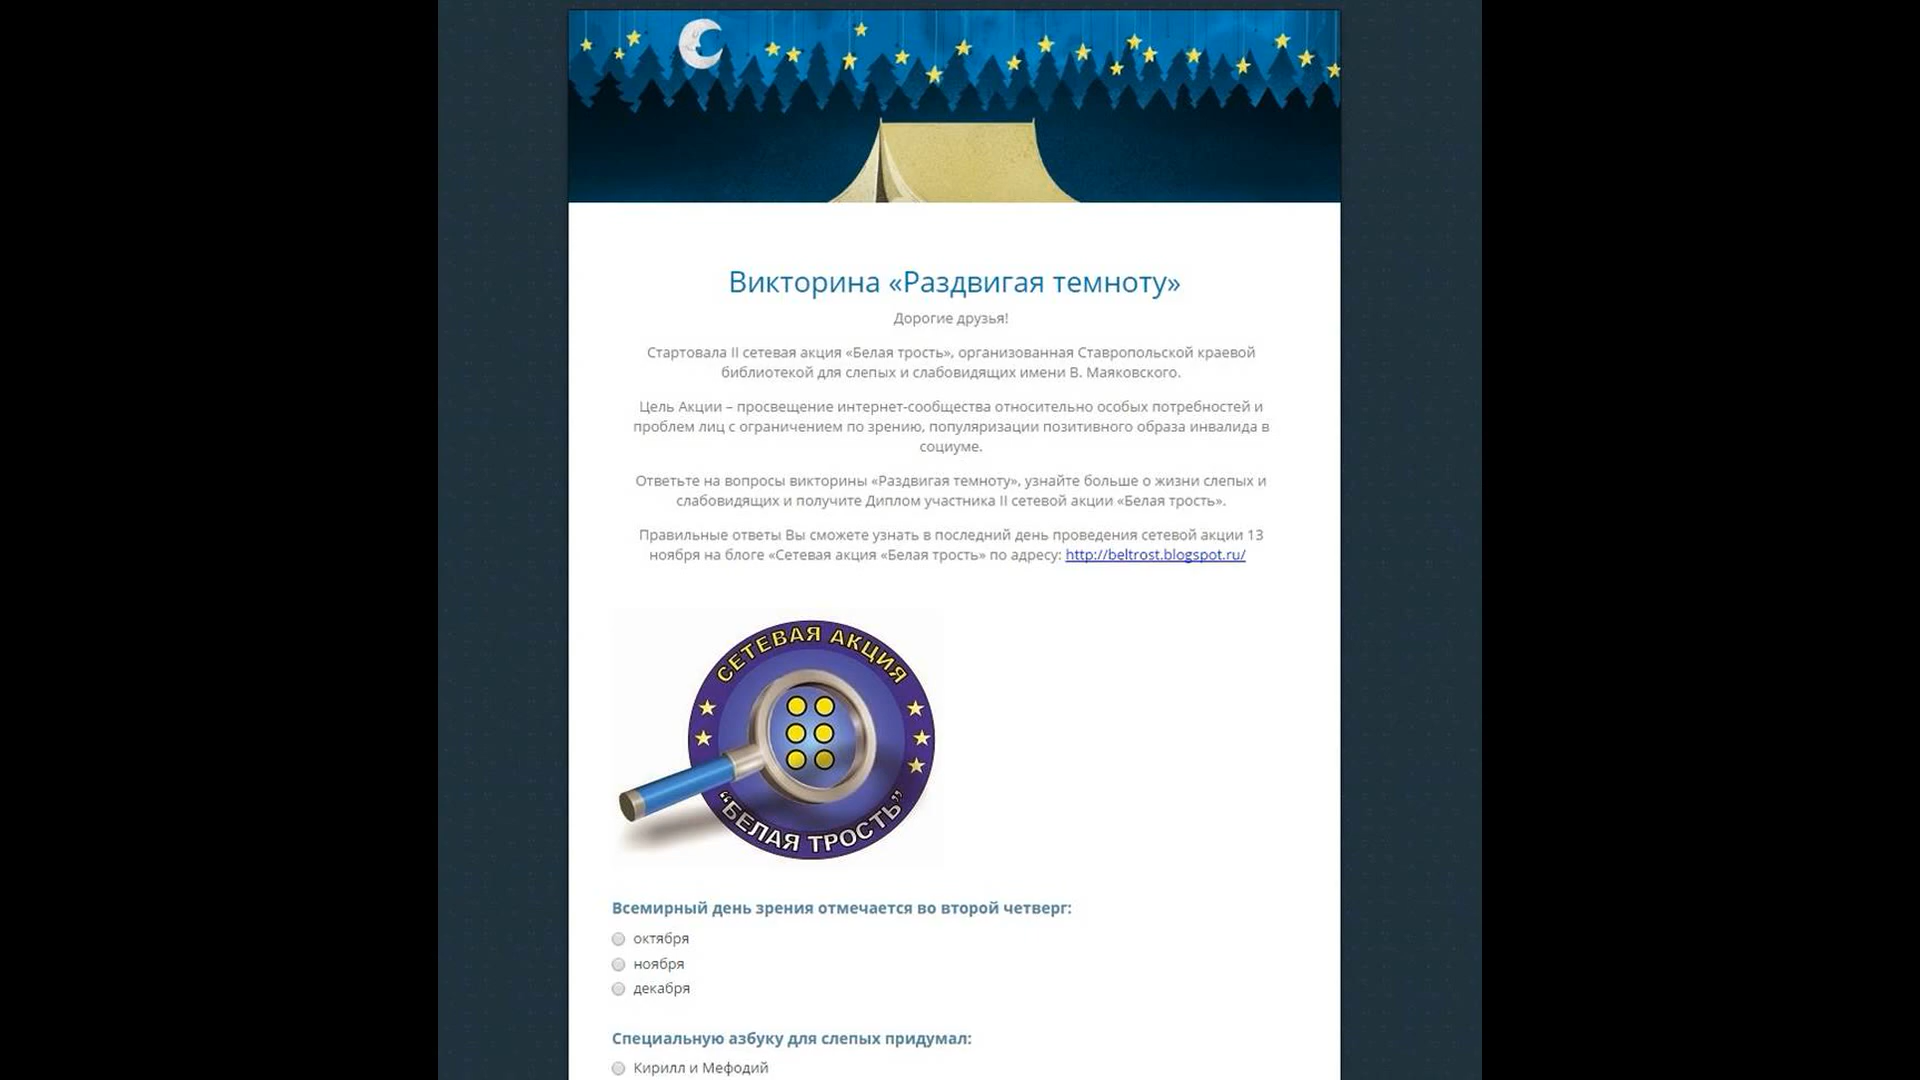 Викторина «Раздвигая темноту»
Дорогие друзья!
Стартовала II сетевая акция «Белая трость», организованная Ставропольской краевой
библиотекой для слепых и слабовидящих имени В. Маяковского.
Цель Акции – просвещение интернет-сообщества относительно особых потребностей и
проблем лиц с ограничением по зрению, популяризации позитивного образа инвалида в
социуме.
Ответьте на вопросы викторины «Раздвигая темноту», узнайте больше о жизни слепых и
слабовидящих и получите Диплом участника II сетевой акции «Белая трость».
Правильные ответы Вы сможете узнать в последний день проведения сетевой акции 13
ноября на блоге «Сетевая акция «Белая трость» по адресу: http://beltrost.blogspot.ru/
СЕТЕВАЯ АКЦИЯ
“БЕЛАЯ ТРОСТЬ”
Всемирный день зрения отмечается во второй четверг:
октября
ноября
декабря
Специальную азбуку для слепых придумал:
Кирилл и Мефодий